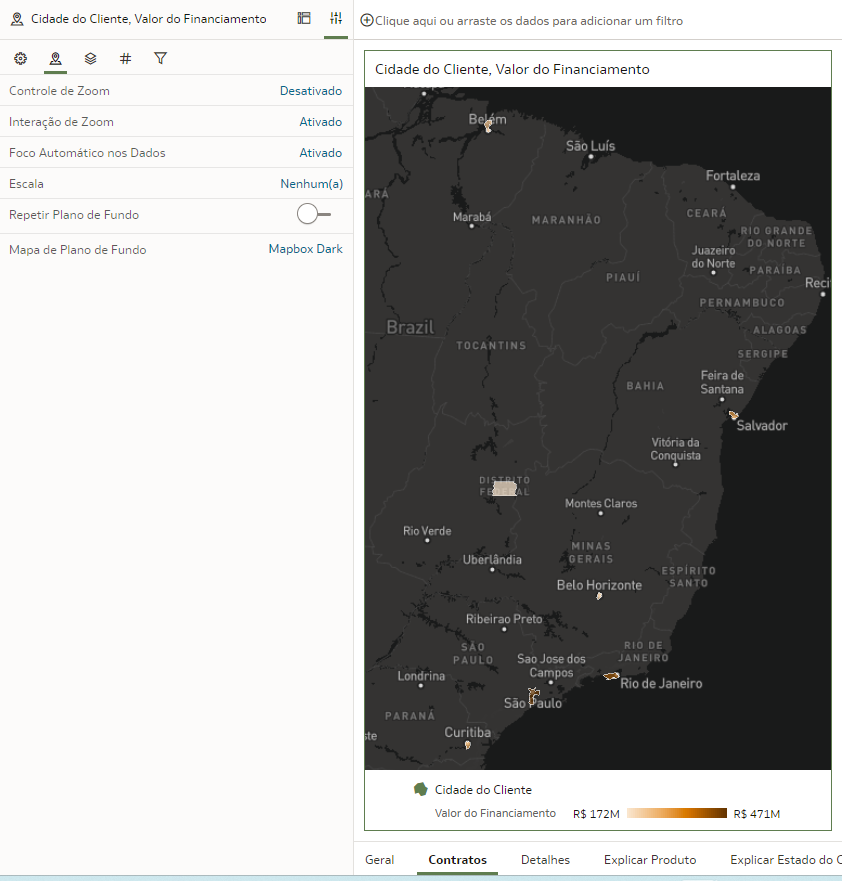 Cidade do Cliente, Valor do Financiamento
Clique aqui ou arraste os dados para adicionar um filtro
Controle de Zoom Desativado
Interação de Zoom Ativado
Foco Automático nos Dados Ativado
Escala Nenhum(a)
Repetir Plano de Fundo
Mapa de Plano de Fundo Mapbox Dark
Cidade do Cliente, Valor do Financiamento
Belém
São Luís
Fortaleza
ARÁ
Marabá
MARANHÃO
CEARÁ
RIO GRANDE
DO NORTE
Juazeiro
do Norte
PARAÍBA
PIAUÍ
Reci
PERNAMBUCO
Brazil
ALAGOAS
TOCANTINS
SERGIPE
Feira de
Santana
BAHIA
Salvador
Vitória da
Conquista
DISTRITO
FEDERAL
Montes Claros
Rio Verde
MINAS
GERAIS
Uberlândia
ESPÍRITO
SANTO
Belo Horizonte
Ribeirao Preto
SÃO
PAULO
RIO DE
JANEIRO
Sao Jose dos
Campos
Londrina
Rio de Janeiro
São Paulo
PARANÁ
Curitiba
ste
Cidade do Cliente
Valor do Financiamento R$ 172M R$ 471M
Geral Contratos Detalhes Explicar Produto Explicar Estado do C